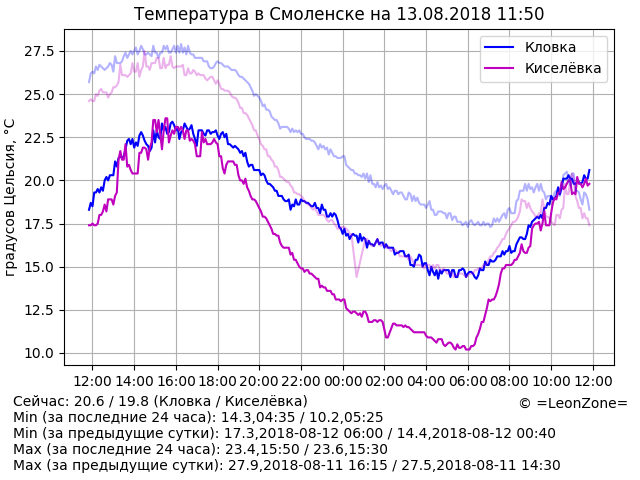 Температура в Смоленске на 13.08.2018 11:50
градусов Цельсия, °C
27.5
25.0
22.5
20.0
17.5
15.0
12.5
10.0
Кловка
Киселёвка
12:00 14:00 16:00 18:00 20:00 22:00 00:00 02:00 04:00 06:00 08:00 10:00 12:00
Сейчас: 20.6 / 19.8 (Кловка / Киселёвка)
© =LeonZone=
Min (за последние 24 часа): 14.3,04:35 / 10.2,05:25
Min (за предыдущие сутки): 17.3,2018-08-12 06:00 / 14.4,2018-08-12 00:40
Max (за последние 24 часа): 23.4,15:50 / 23.6,15:30
Max (за предыдущие сутки): 27.9,2018-08-11 16:15 / 27.5,2018-08-11 14:30